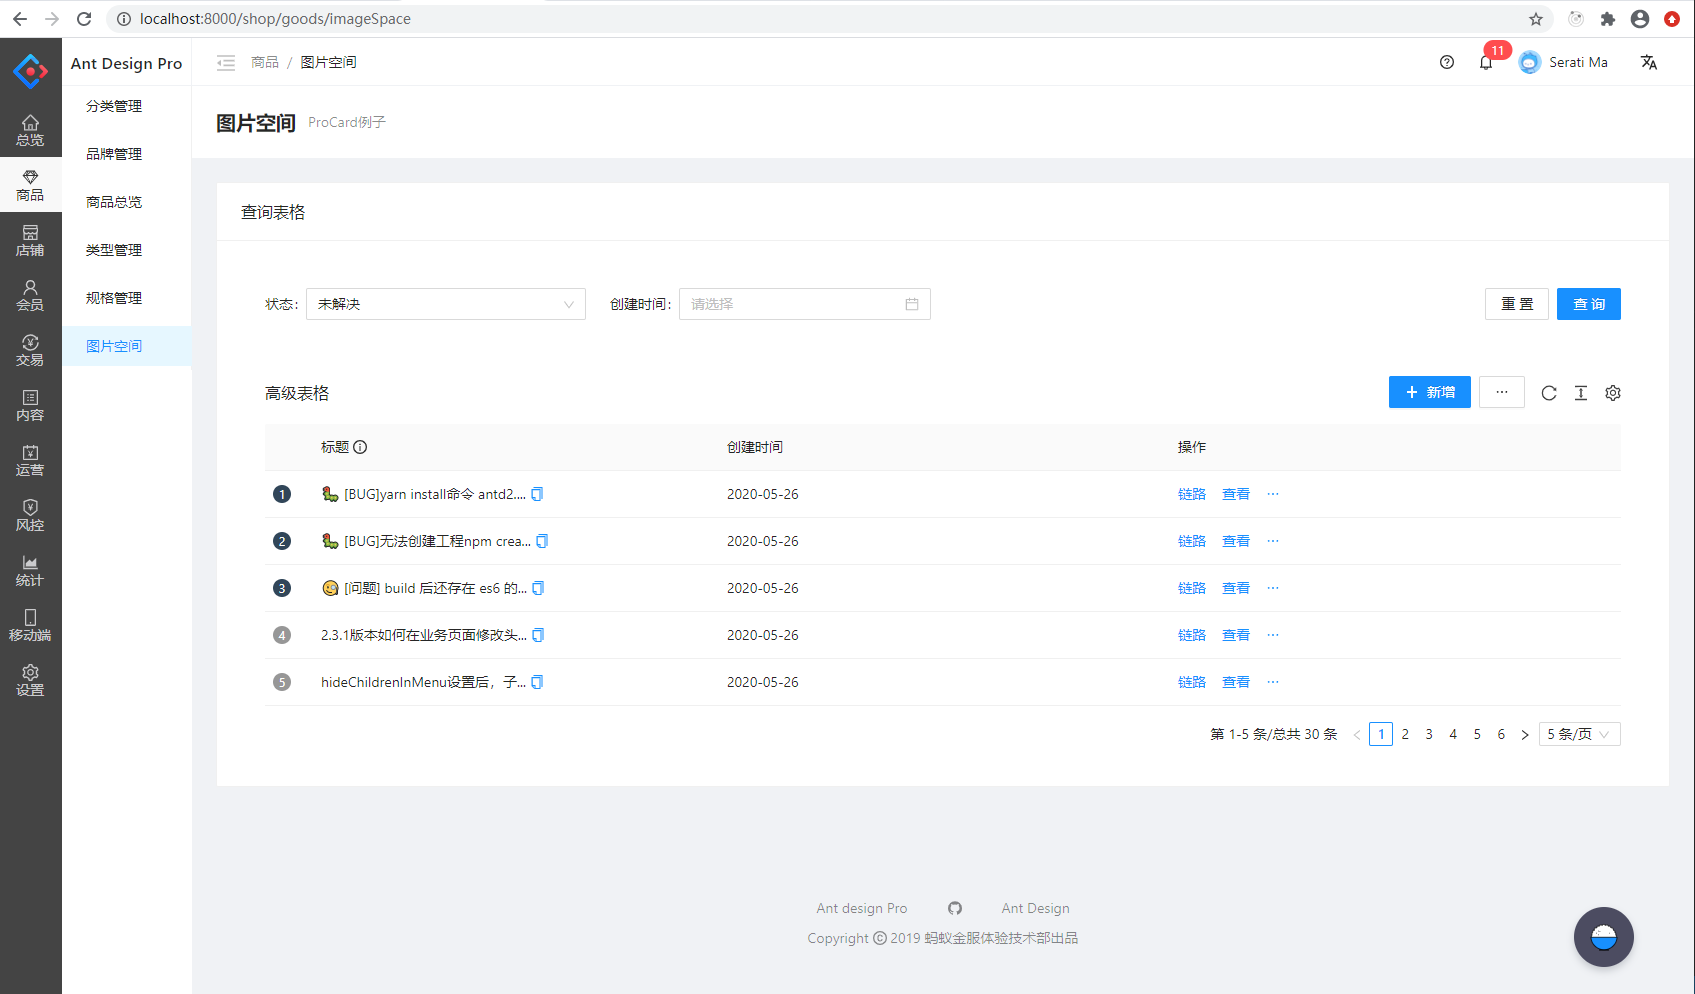 localhost:8000/shop/goods/imageSpace
Ant Design Pro
商品 / 图片空间
11
Serati Ma
总览
商品
店铺
会员
交易
内容
运营
风控
统计
移动端
设置
分类管理
品牌管理
商品总览
类型管理
规格管理
图片空间
图片空间 ProCard例子
查询表格
状态: 未解决 创建时间: 请选择 重 置 查 询
高级表格 + 新增 ...
标题 创建时间 操作
1 [BUG]yarn install命令 antd2.... 2020-05-26 链路 查看 ...
2 [BUG]无法创建工程npm crea... 2020-05-26 链路 查看 ...
3 [问题] build 后还存在 es6 的... 2020-05-26 链路 查看 ...
4 2.3.1版本如何在业务页面修改头... 2020-05-26 链路 查看 ...
5 hideChildrenInMenu设置后，子... 2020-05-26 链路 查看 ...
第 1-5 条/总共 30 条 < 1 2 3 4 5 6 > 5 条/页
Ant design Pro Ant Design
Copyright © 2019 蚂蚁金服体验技术部出品